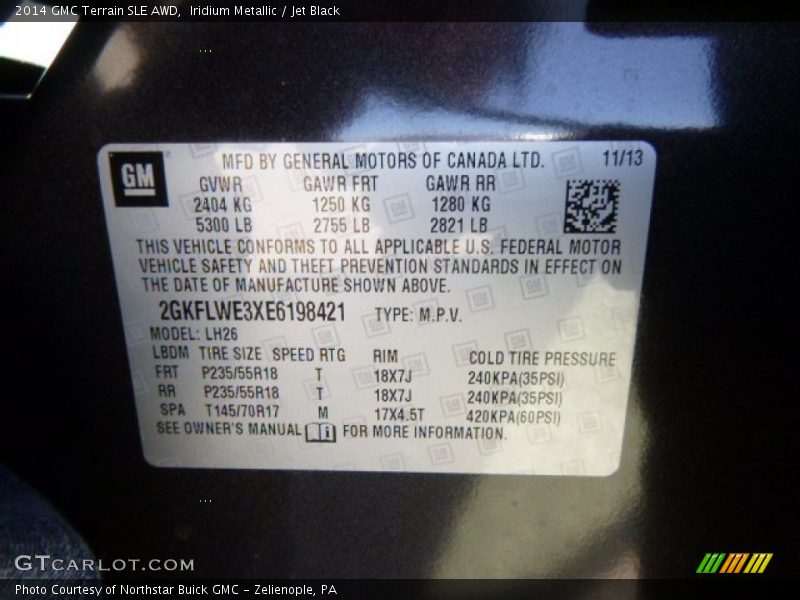 2014 GMC Terrain SLE AWD,  Iridium Metallic / Jet Black
GM
MFD BY GENERAL MOTORS OF CANADA LTD. 11/13
GVWR GAWR FRT GAWR RR
2404 KG 1250 KG 1280 KG
5300 LB 2755 LB 2821 LB
THIS VEHICLE CONFORMS TO ALL APPLICABLE U.S. FEDERAL MOTOR
VEHICLE SAFETY AND THEFT PREVENTION STANDARDS IN EFFECT ON
THE DATE OF MANUFACTURE SHOWN ABOVE.
2GKFLWE3XE6198421 TYPE: M.P.V.
MODEL: LH26
LBDM TIRE SIZE SPEED RTG RIM COLD TIRE PRESSURE
FRT P235/55R18 T 18X7J 240KPA(35PSI)
RR P235/55R18 T 18X7J 240KPA(35PSI)
SPA T145/70R17 M 17X4.5T 420KPA(60PSI)
SEE OWNER'S MANUAL FOR MORE INFORMATION.
GTCARLOT.COM
Photo Courtesy of Northstar Buick GMC - Zelienople, PA